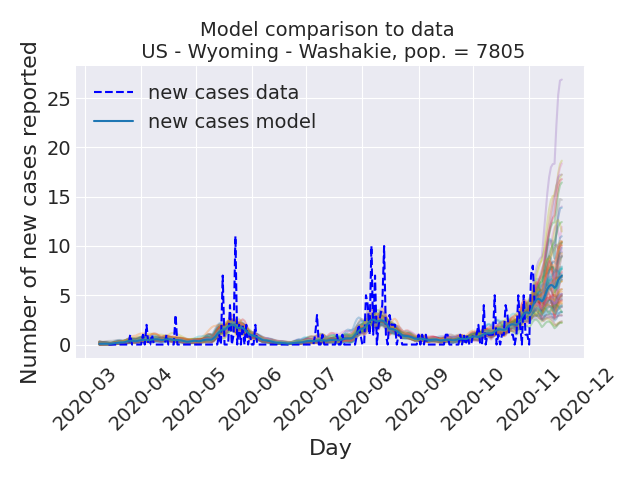 Model comparison to data
US - Wyoming - Washakie, pop. = 7805
Number of new cases reported
new cases data
new cases model
25
20
15
10
5
0
2020-03
2020-04
2020-05
2020-06
2020-07
2020-08
2020-09
2020-10
2020-11
2020-12
Day